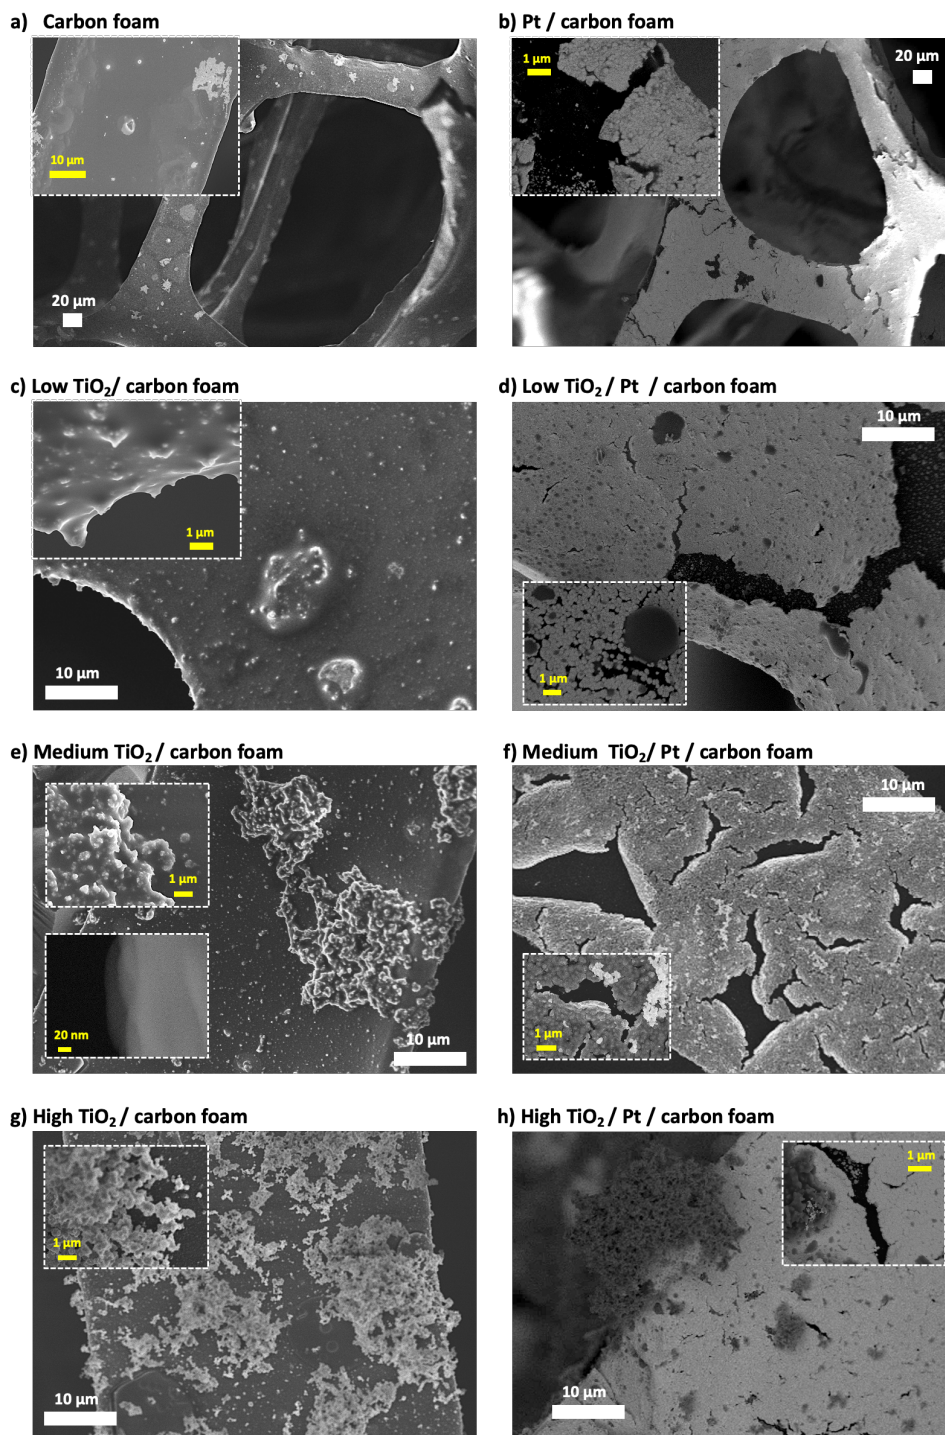 a) Carbon foam
10 µm
20 µm
b) Pt / carbon foam
1 µm
20 µm
c) Low TiO₂/ carbon foam
1 µm
10 µm
d) Low TiO₂ / Pt / carbon foam
10 µm
1 µm
e) Medium TiO₂ / carbon foam
1 µm
20 nm
10 µm
f) Medium TiO₂/ Pt / carbon foam
10 µm
1 µm
g) High TiO₂ / carbon foam
1 µm
10 µm
h) High TiO₂ / Pt / carbon foam
1 µm
10 µm